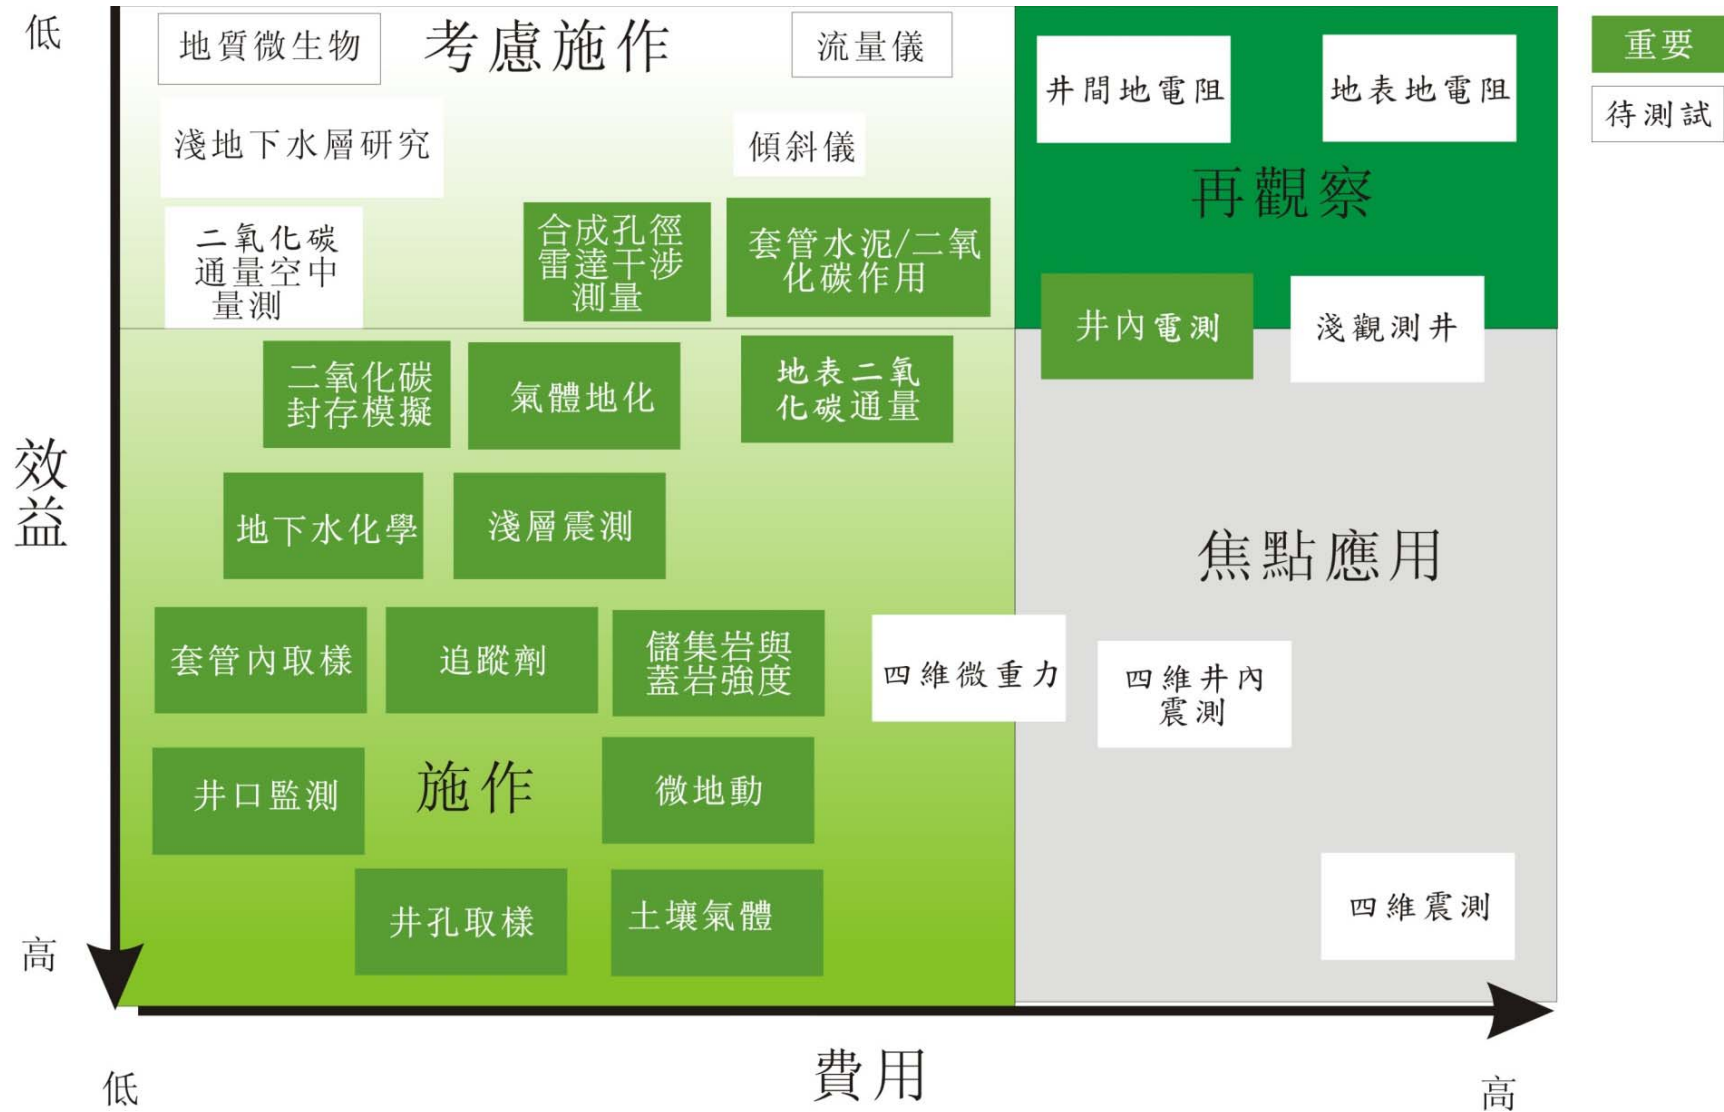 低
地質微生物
考慮施作
流量儀
井間地電阻
地表地電阻
重要
待測試
淺地下水層研究
傾斜儀
再觀察
二氧化碳
通量空中
量測
合成孔徑
雷達干涉
測量
套管水泥/二氧
化碳作用
井內電測
淺觀測井
二氧化碳
封存模擬
氣體地化
地表二氧
化碳通量
效
益
地下水化學
淺層震測
焦點應用
套管內取樣
追蹤劑
儲集岩與
蓋岩強度
四維微重力
四維井內
震測
井口監測
施作
微地動
井孔取樣
土壤氣體
四維震測
高
低
費用
高